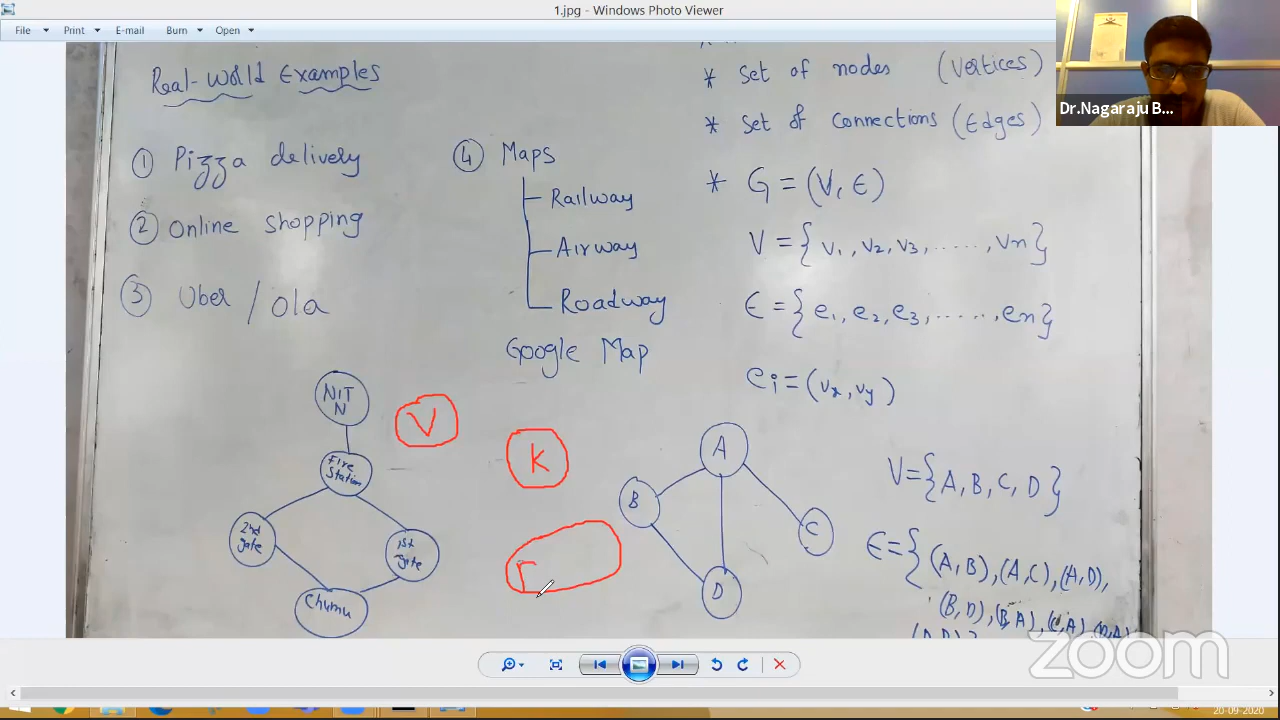 1.jpg - Windows Photo Viewer
File Print E-mail Burn Open
Real-World Examples
① Pizza delivery
② Online shopping
③ Uber / Ola
④ Maps
Railway
Airway
Roadway
Google Map
* Set of nodes (Vertices)
* Set of connections (Edges)
* G = (V, E)
V = {v1, v2, v3, ......, vn}
E = {e1, e2, e3, ......, en}
ei = (vx, vy)
NIT
N
Fire
Station
2nd
gate
1st
gate
Chumu
V
K
r
A
B
C
D
V = {A, B, C, D}
E = {(A, B), (A, C), (A, D),
(B, D), (B, A), (C, A), (D, A)
Dr.Nagaraju B...
zoom
20-09-2020